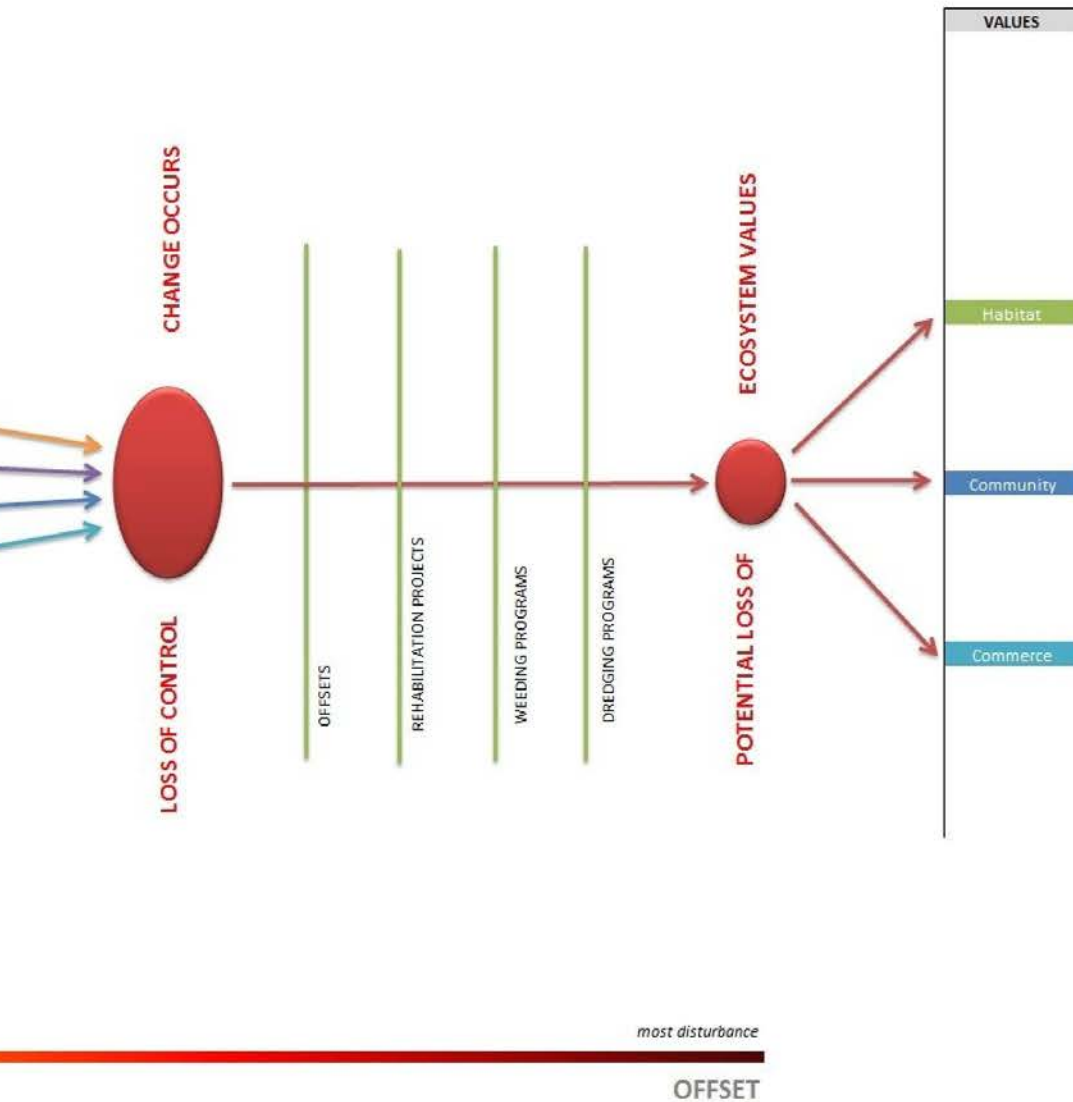 VALUES
CHANGE OCCURS
LOSS OF CONTROL
OFFSETS
REHABILITATION PROJECTS
WEEDING PROGRAMS
DREDGING PROGRAMS
ECOSYSTEM VALUES
POTENTIAL LOSS OF
Habitat
Community
Commerce
most disturbance
OFFSET